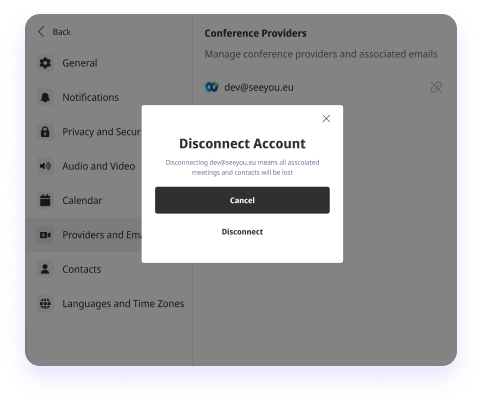 Back
General
Notifications
Privacy and Secur
Audio and Video
Calendar
Providers and Ema
Contacts
Languages and Time Zones
Conference Providers
Manage conference providers and associated emails
dev@seeyou.eu
Disconnect Account
Disconnecting dev@seeyou.eu means all asscoiated
meetings and contacts will be lost
Cancel
Disconnect